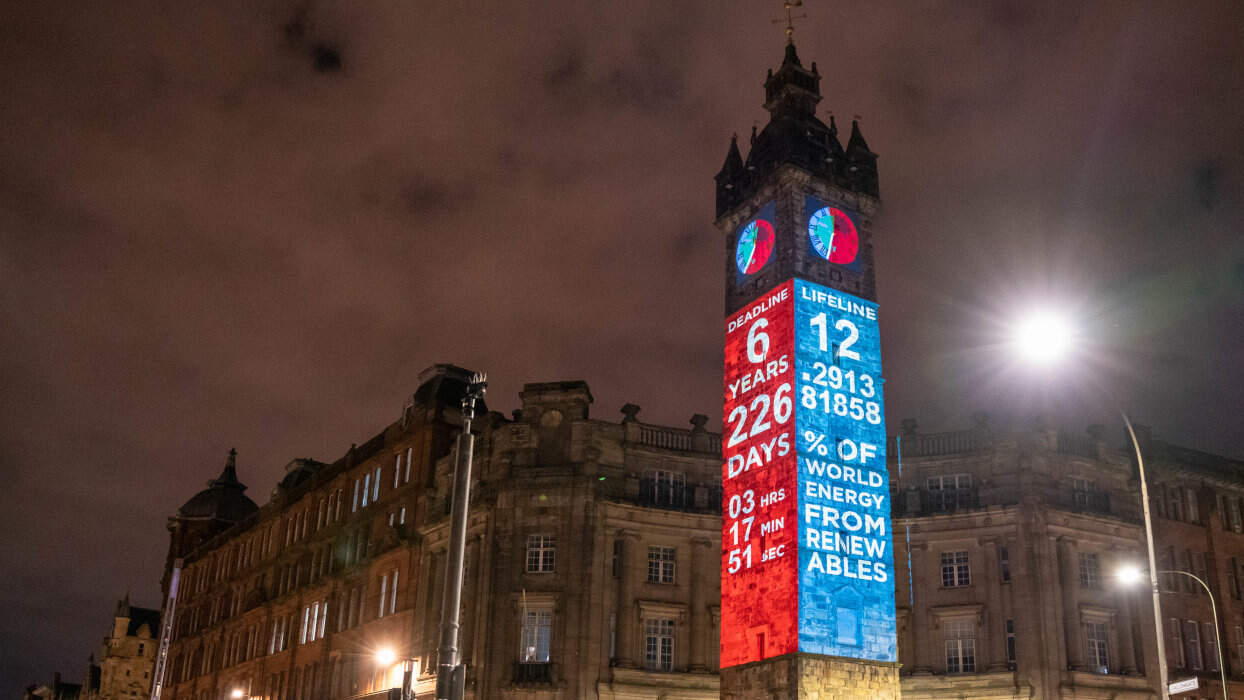 DEADLINE
6
YEARS
226
DAYS
03 HRS
17 MIN
51 SEC
LIFELINE
12
.2913
81858
% OF
WORLD
ENERGY
FROM
RENEW
ABLES